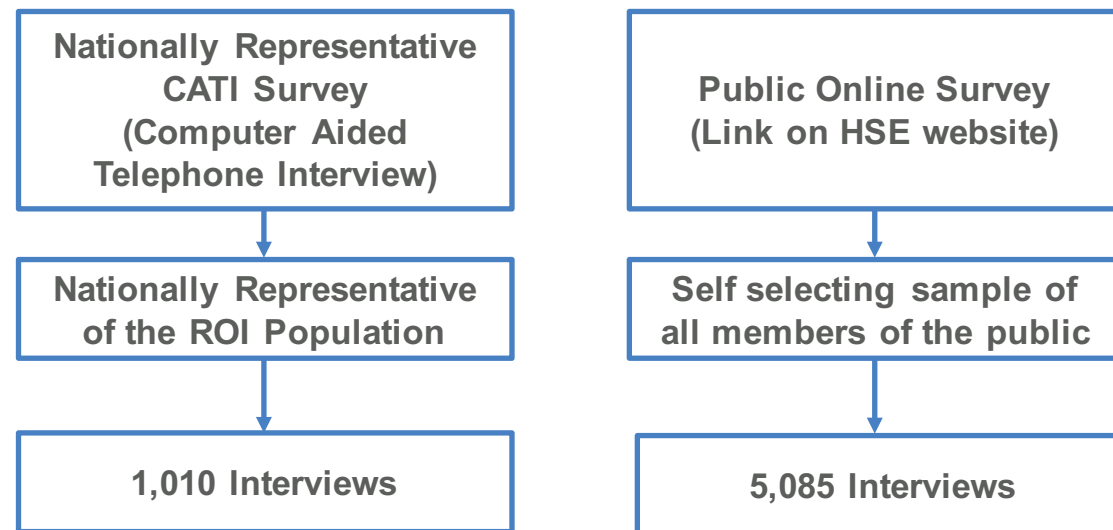 Nationally Representative
CATI Survey
(Computer Aided
Telephone Interview)
Nationally Representative
of the ROI Population
1,010 Interviews
Public Online Survey
(Link on HSE website)
Self selecting sample of
all members of the public
5,085 Interviews